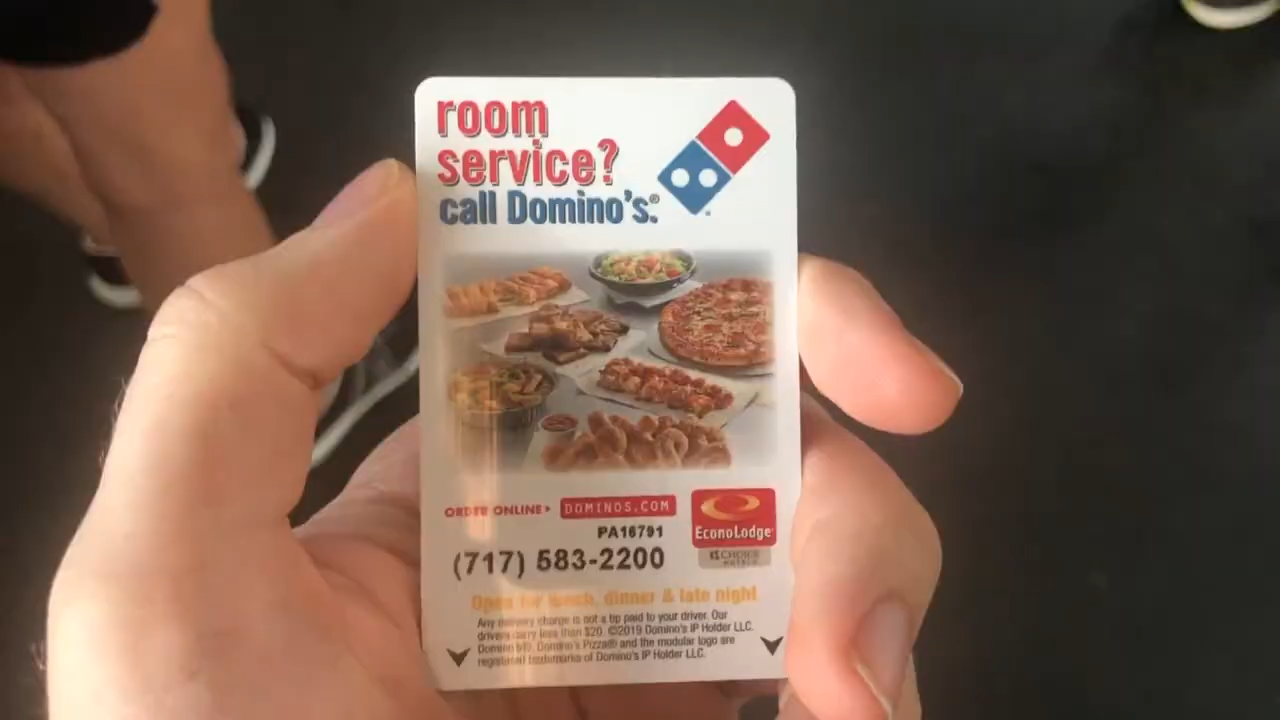 room
service?
call Domino's.®
ORDER ONLINE
DOMINOS.COM
PA16791
(717) 583-2200
EconoLodge
CHOICE
HOTELS
Open for lunch, dinner & late night
Any delivery charge is not a tip paid to your driver. Our
drivers carry less than $20. ©2019 Domino's IP Holder LLC.
Domino's®, Domino's Pizza® and the modular logo are
registered trademarks of Domino's IP Holder LLC.